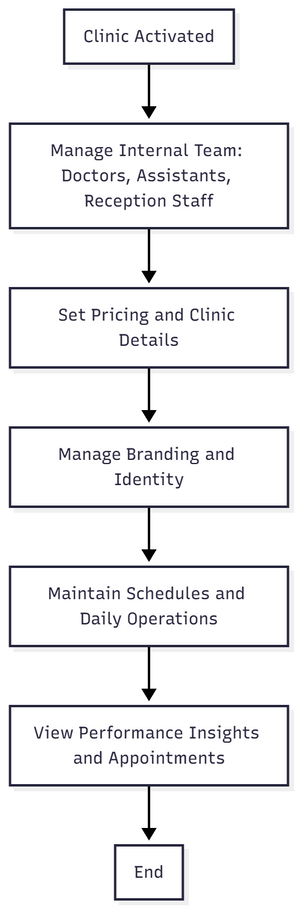 Clinic Activated
Manage Internal Team:
Doctors, Assistants,
Reception Staff
Set Pricing and Clinic
Details
Manage Branding and
Identity
Maintain Schedules and
Daily Operations
View Performance Insights
and Appointments
End